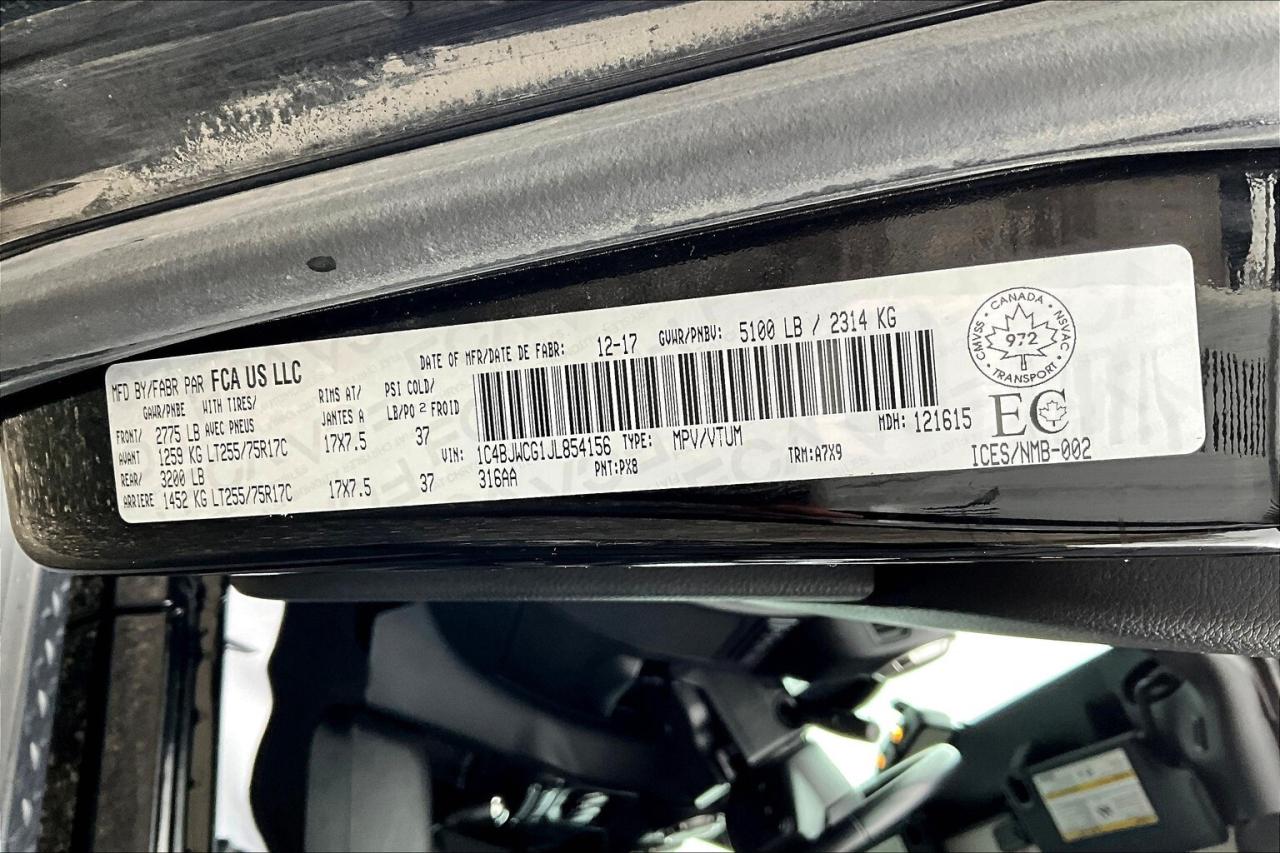 MFD BY/FABR PAR FCA US LLC
DATE OF MFR/DATE DE FABR: 12-17 GVWR/PNBV: 5100 LB / 2314 KG
GAWR/PNBE WITH TIRES/ RIMS AT/ PSI COLD/
AVEC PNEUS JANTES A LB/PO 2 FROID
FRONT/ 2775 LB
AVANT 1259 KG LT255/75R17C 17X7.5 37
REAR/ 3200 LB
ARRIERE 1452 KG LT255/75R17C 17X7.5 37
VIN: 1C4BJWCG1JL854156 TYPE: MPV/VTUM MDH: 121615
316AA PNT:PX8 TRM:A7X9
CANADA
CMVSS NSVAC
972
TRANSPORT
EC
ICES/NMB-002